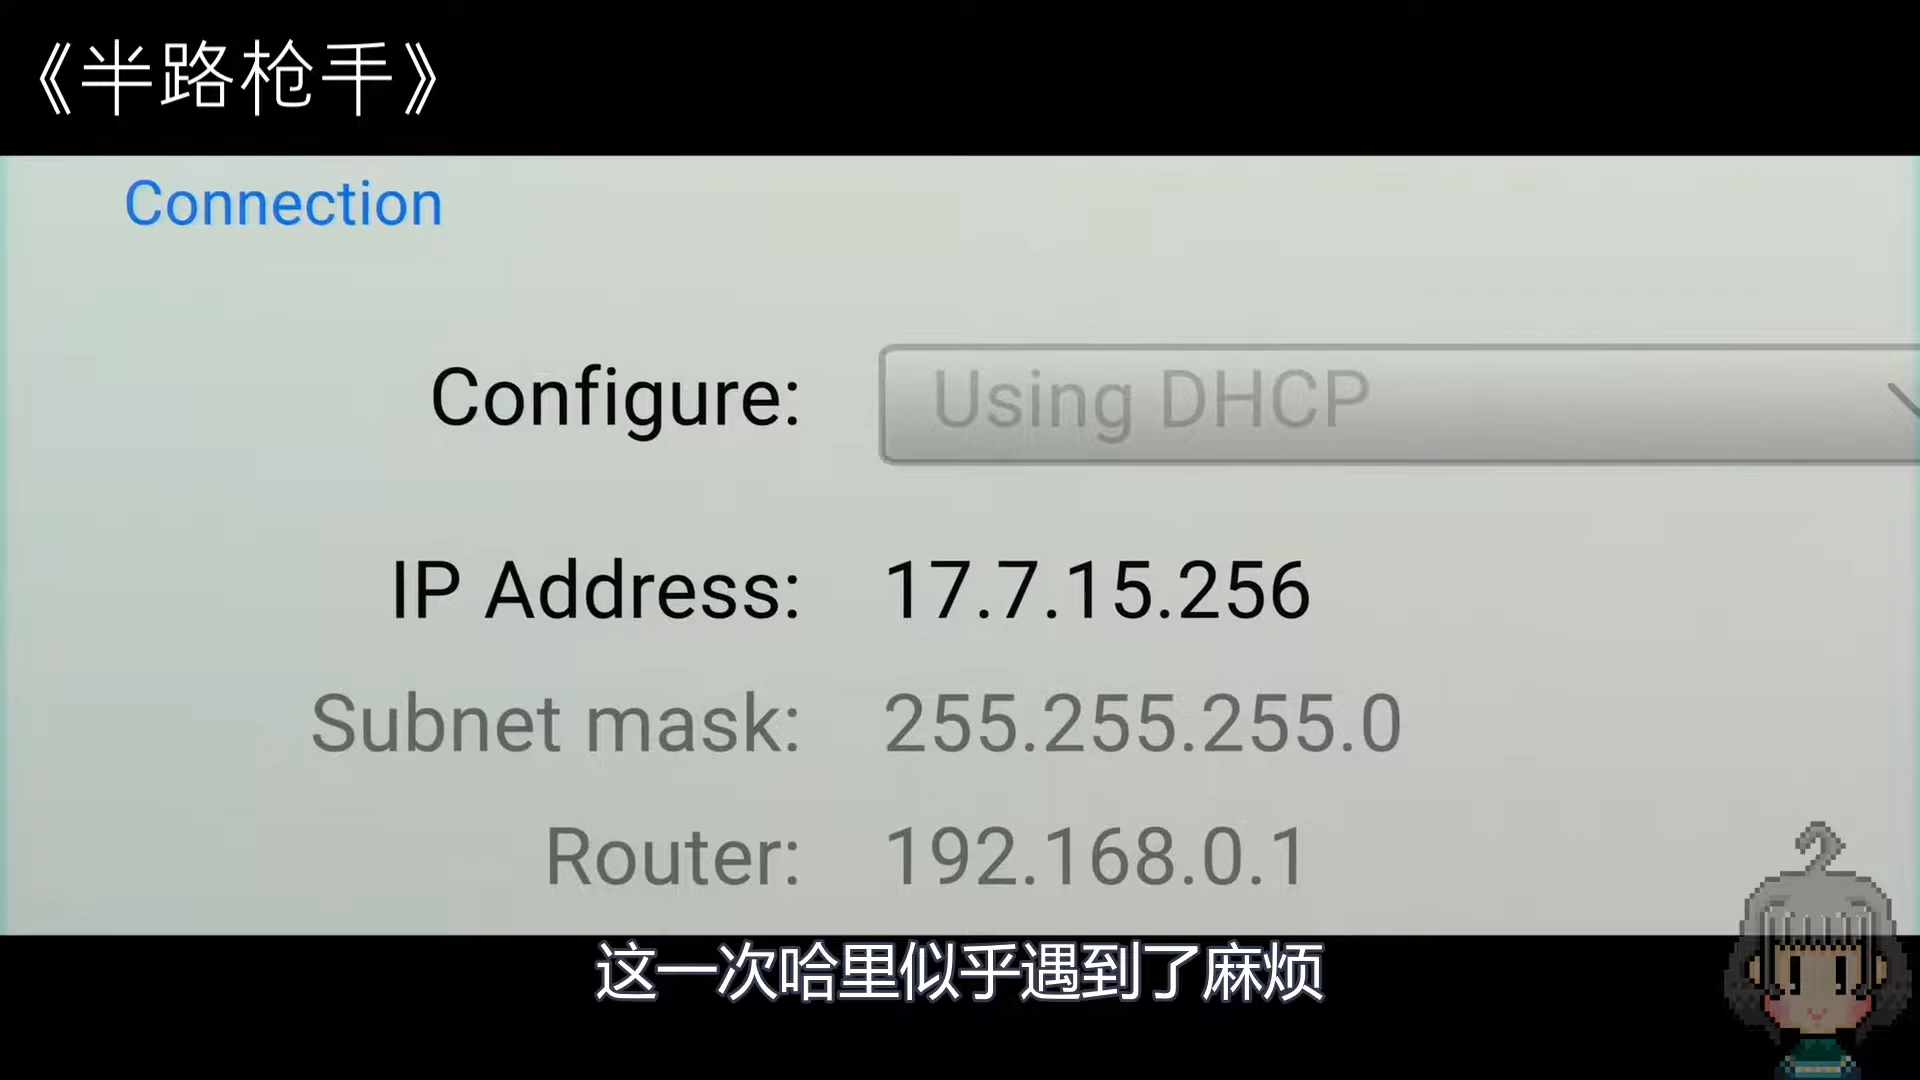 《半路枪手》
Connection
Configure: Using DHCP
IP Address: 17.7.15.256
Subnet mask: 255.255.255.0
Router: 192.168.0.1
这一次哈里似乎遇到了麻烦